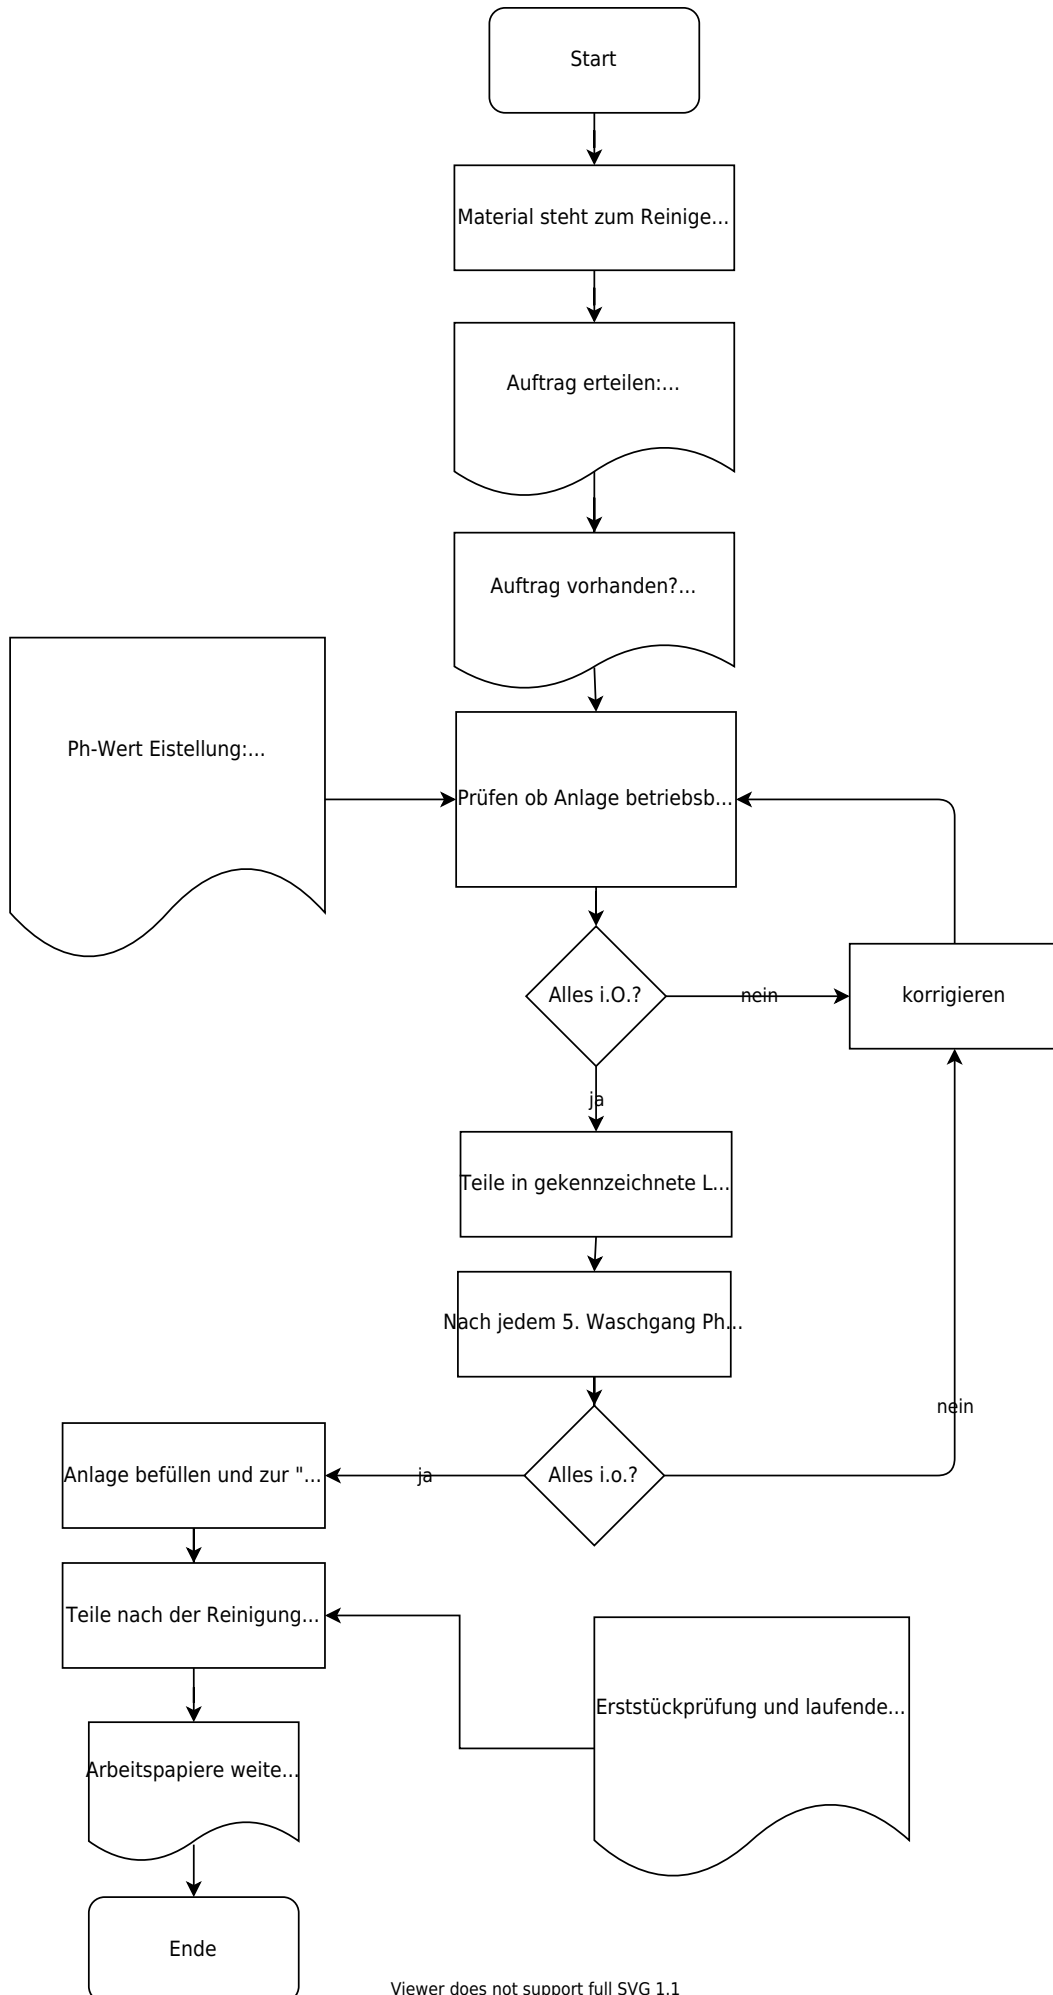 Start
Material steht zum Reinige...
Auftrag erteilen:...
Auftrag vorhanden?...
Ph-Wert Eistellung:...
Prüfen ob Anlage betriebsb...
Alles i.O.?
nein
korrigieren
ja
Teile in gekennzeichnete L...
Nach jedem 5. Waschgang Ph...
nein
Anlage befüllen und zur "...
ja
Alles i.o.?
Teile nach der Reinigung...
Erststückprüfung und laufende...
Arbeitspapiere weite...
Ende
Viewer does not support full SVG 1.1